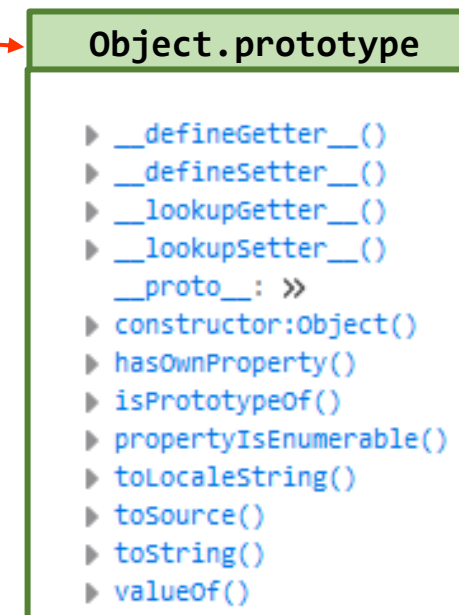 Object.prototype
__defineGetter__()
__defineSetter__()
__lookupGetter__()
__lookupSetter__()
__proto__: »
constructor:Object()
hasOwnProperty()
isPrototypeOf()
propertyIsEnumerable()
toLocaleString()
toSource()
toString()
valueOf()